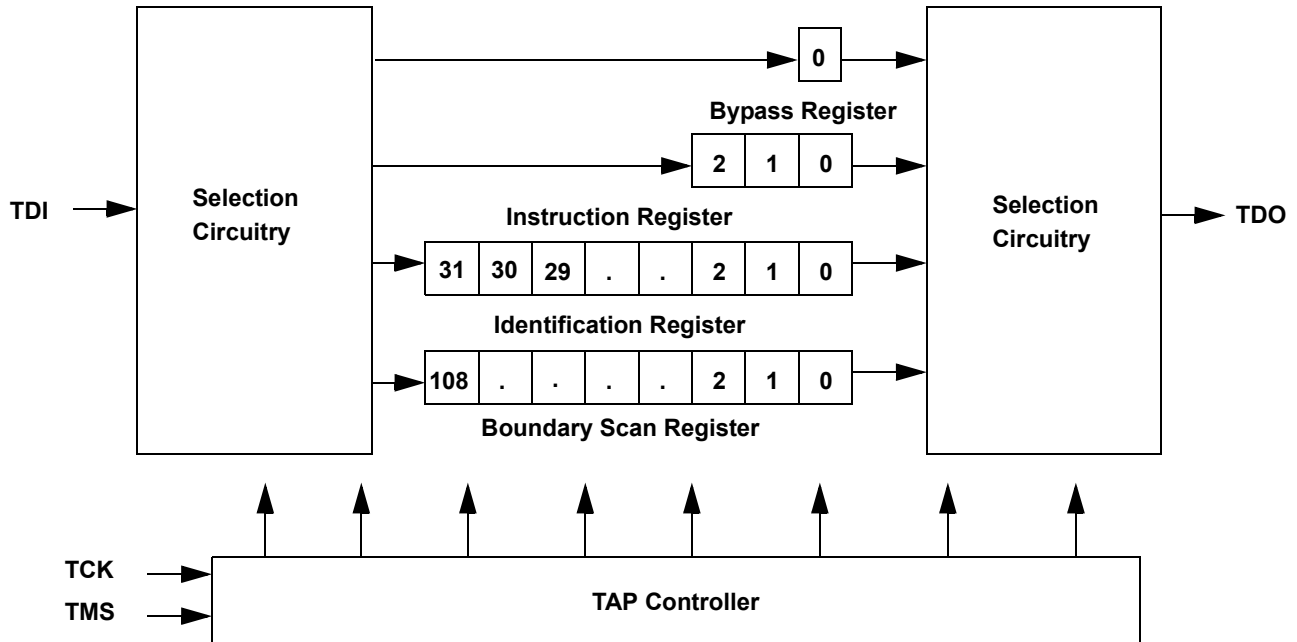 0
Bypass Register
2 1 0
TDI
Selection
Circuitry
Selection
Circuitry
TDO
Instruction Register
31 30 29 . . 2 1 0
Identification Register
108 . . . . 2 1 0
Boundary Scan Register
TCK
TMS
TAP Controller